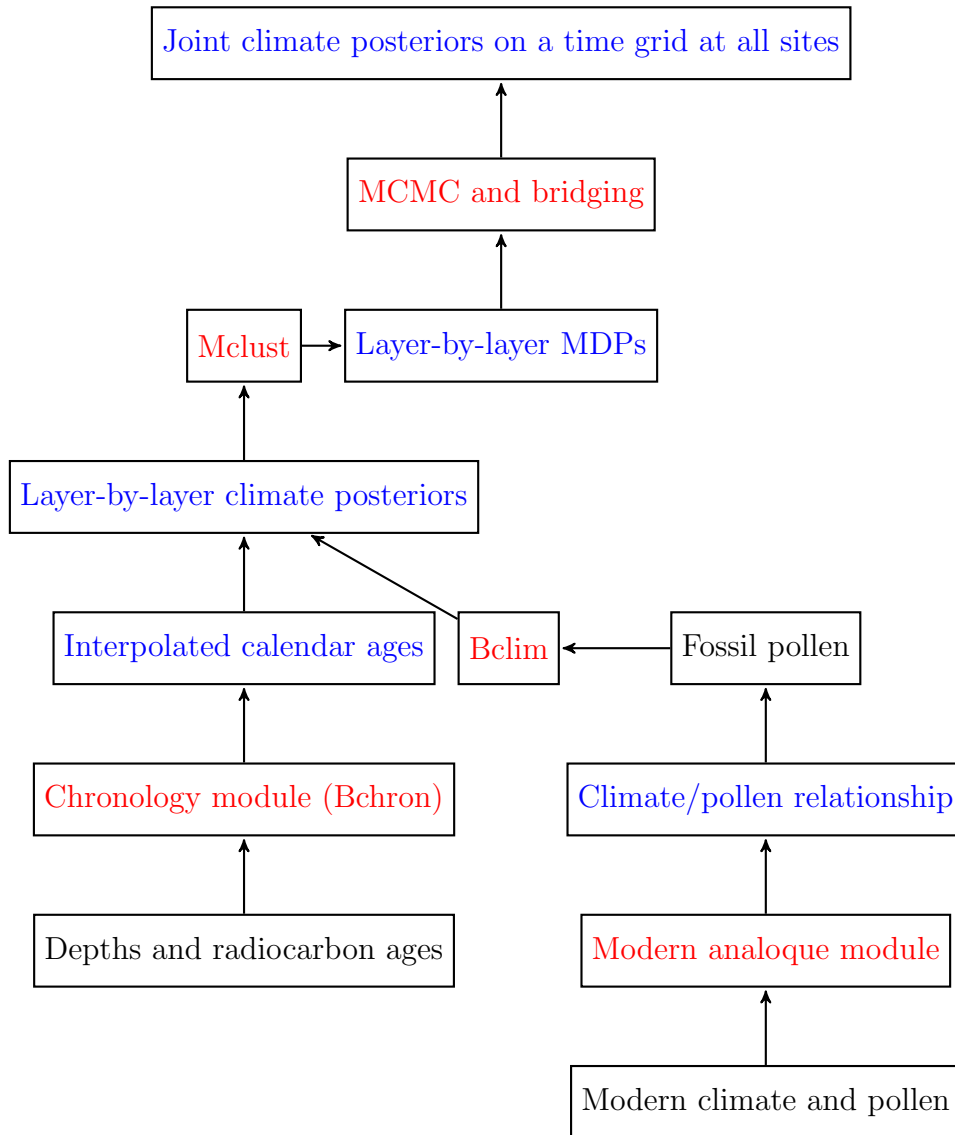 Joint climate posteriors on a time grid at all sites
MCMC and bridging
Mclust
Layer-by-layer MDPs
Layer-by-layer climate posteriors
Interpolated calendar ages
Bclim
Fossil pollen
Chronology module (Bchron)
Climate/pollen relationship
Depths and radiocarbon ages
Modern analoque module
Modern climate and pollen